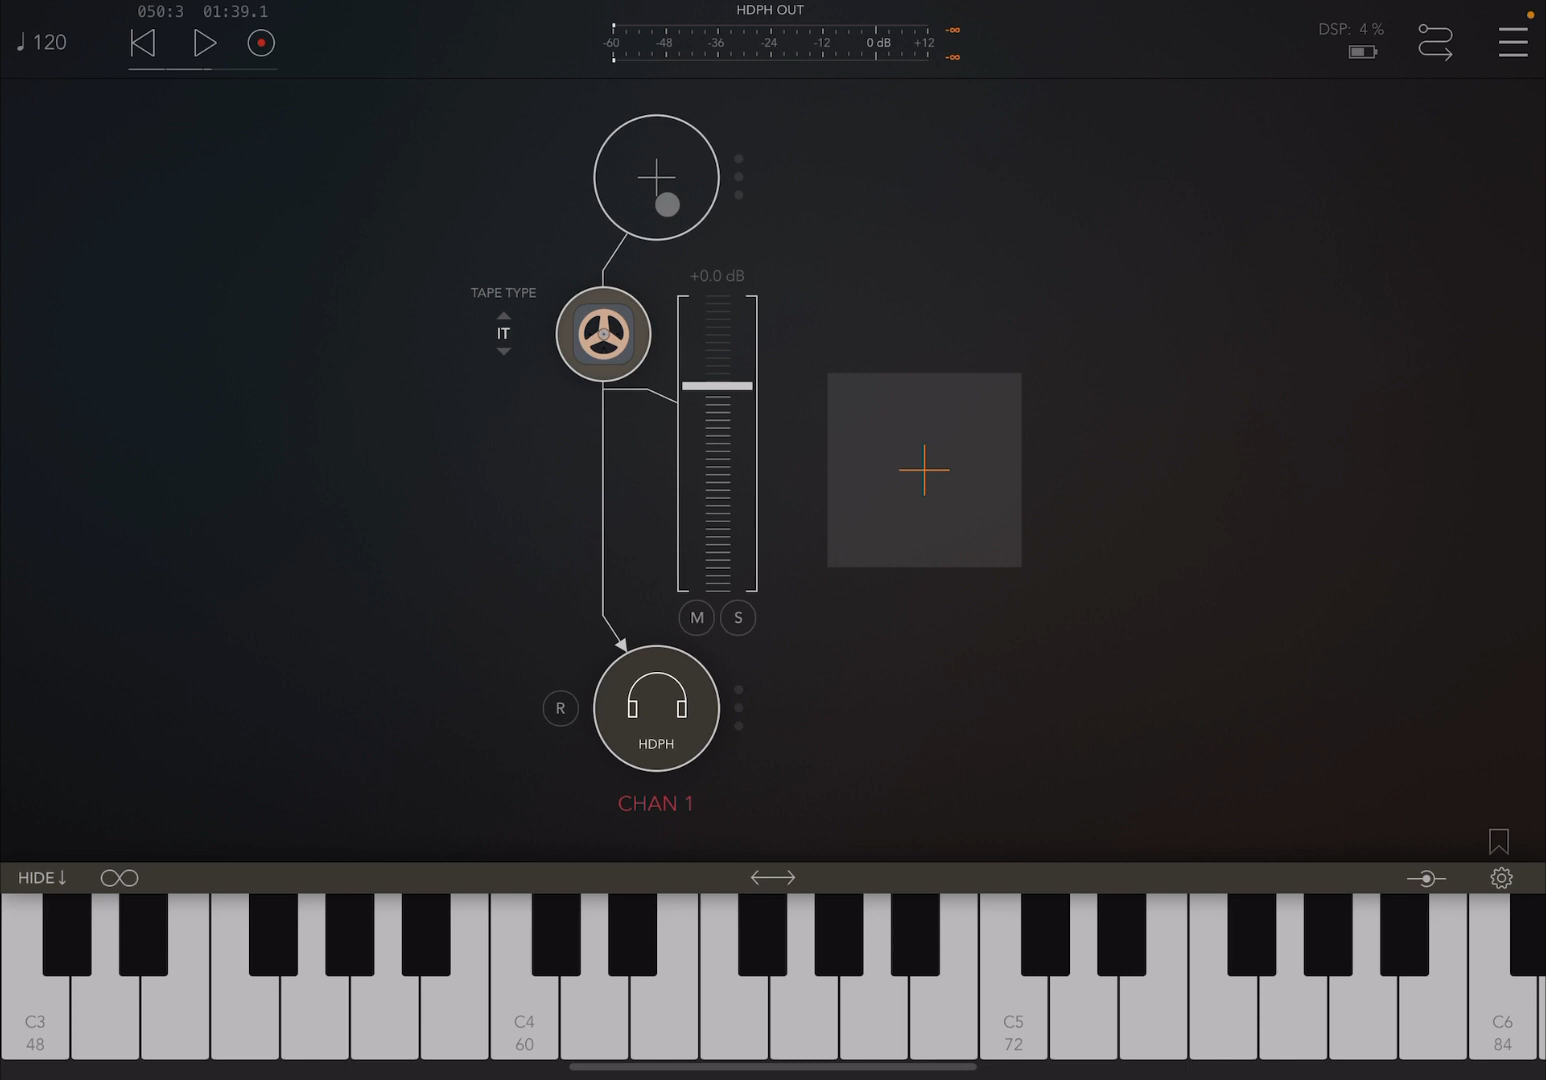 050:3 01:39.1
♩ 120
HDPH OUT
-60 -48 -36 -24 -12 0 dB +12
-∞
-∞
DSP: 4 %
TAPE TYPE
IT
+0.0 dB
M S
R
HDPH
CHAN 1
HIDE↓
C3 C4 C5 C6
48 60 72 84